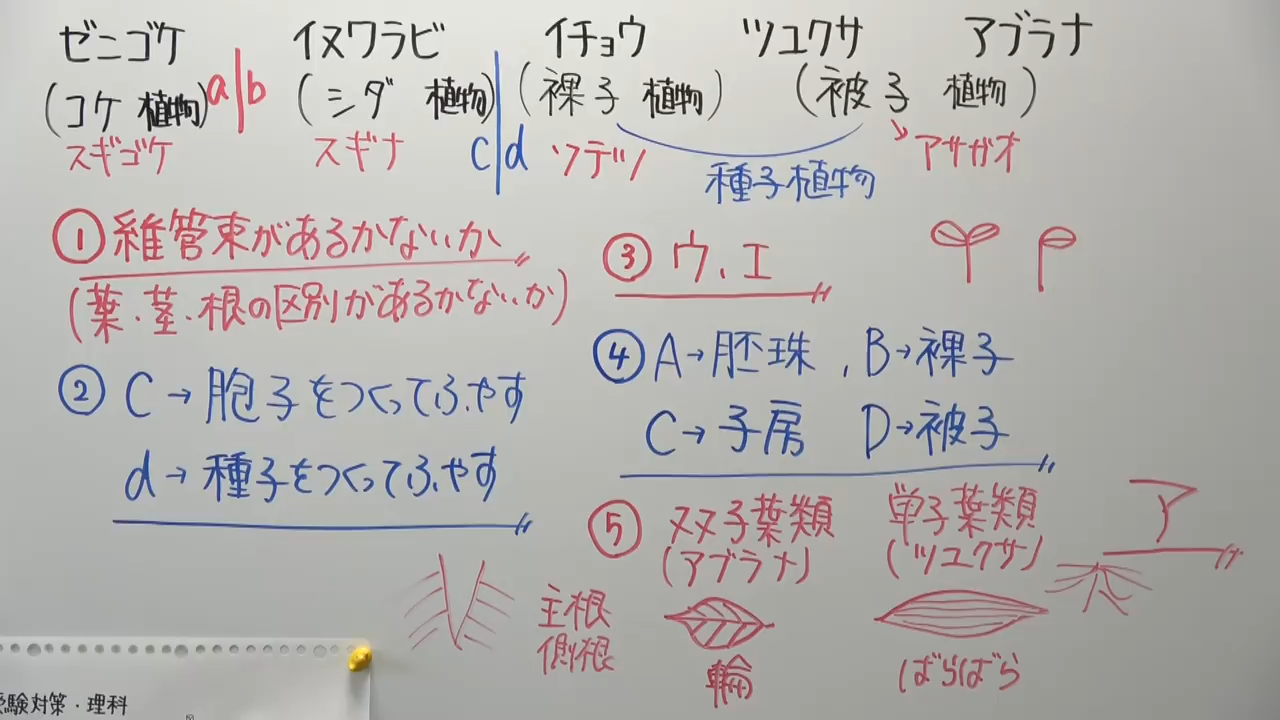 ゼニゴケ イヌワラビ イチョウ ツユクサ アブラナ
(コケ植物) a b (シダ植物) (裸子植物) (被子植物)
スギゴケ スギナ c d ソテツ アサガオ
種子植物
① 維管束があるかないか
(葉・茎・根の区別があるかないか)
② C→胞子をつくってふやす
d→種子をつくってふやす
③ ウ、エ
④ A→胚珠、B→裸子
C→子房 D→被子
⑤ 双子葉類 単子葉類 ア
(アブラナ) (ツユクサ)
主根
側根
輪 ばらばら
受験対策・理科